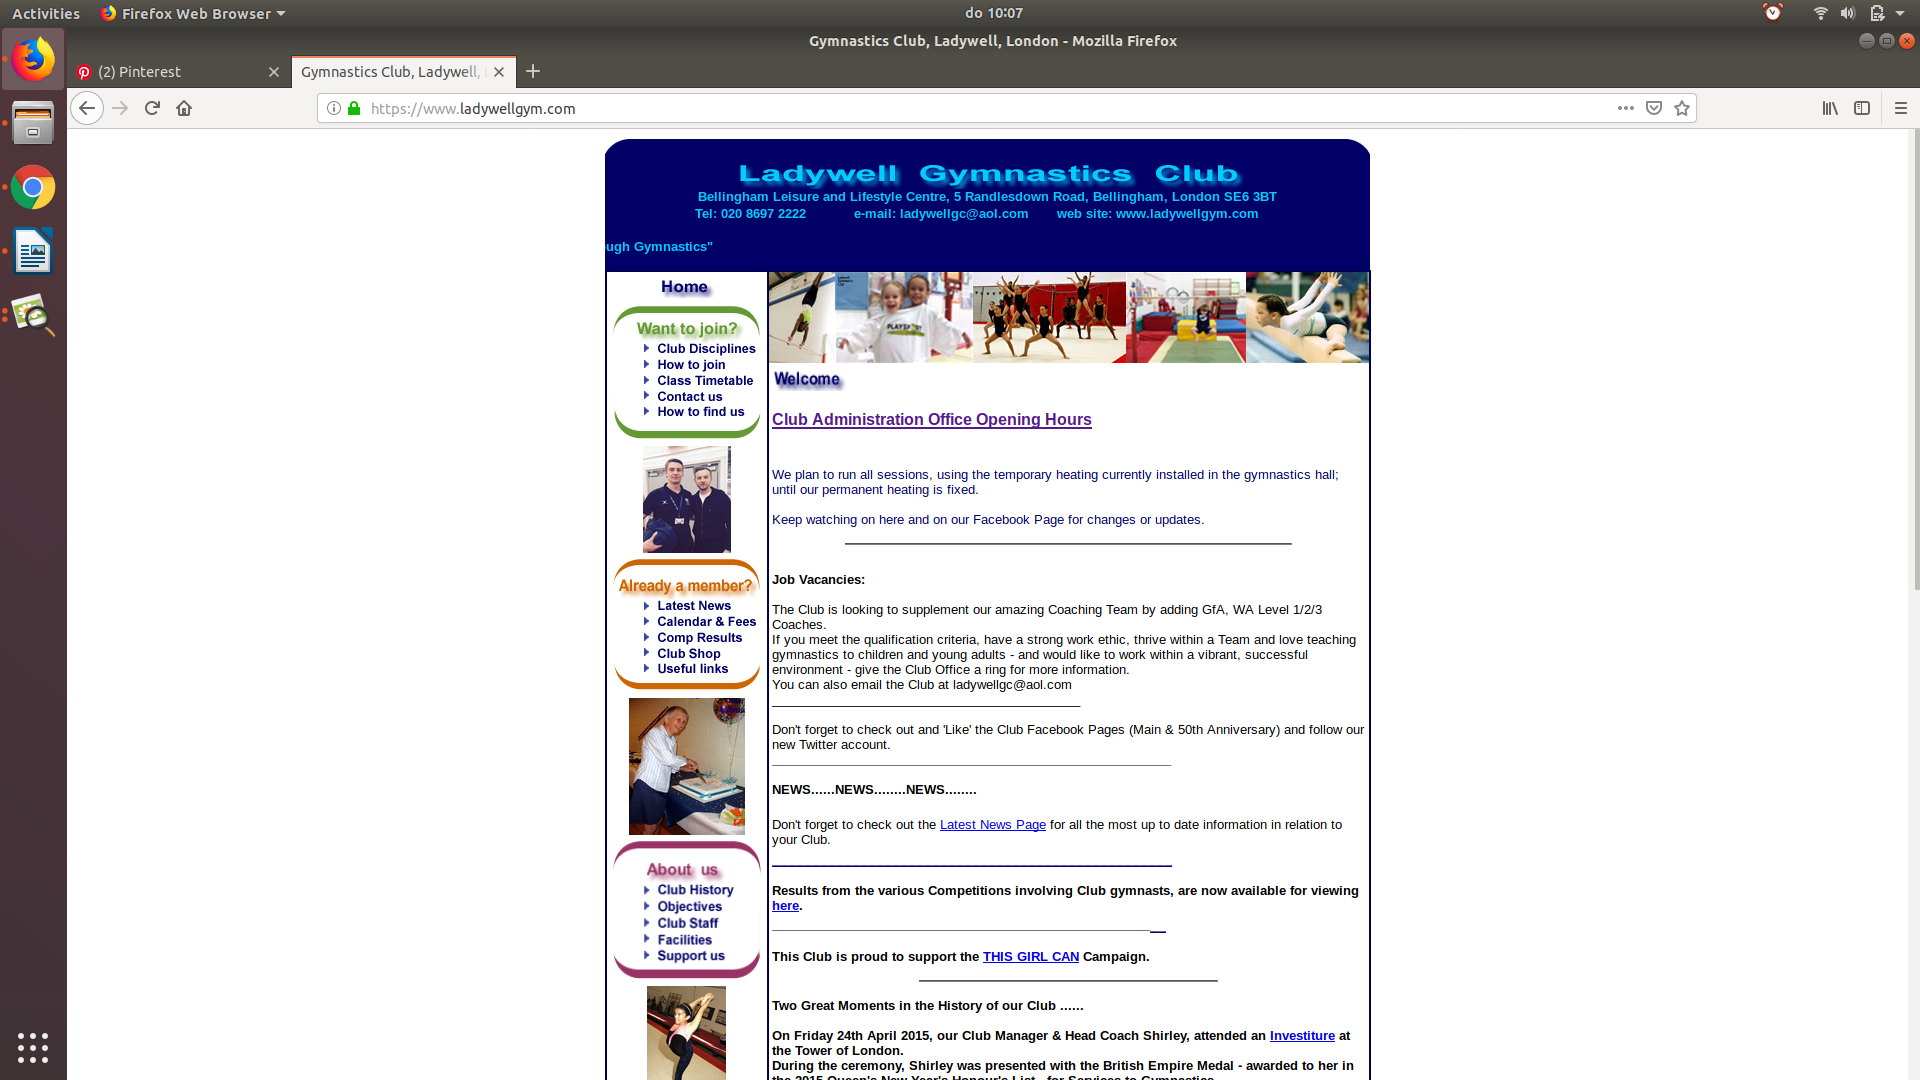 Activities
Firefox Web Browser
do 10:07
Gymnastics Club, Ladywell, London - Mozilla Firefox
(2) Pinterest
Gymnastics Club, Ladywell,
https://www.ladywellgym.com
Ladywell Gymnastics Club
Bellingham Leisure and Lifestyle Centre, 5 Randlesdown Road, Bellingham, London SE6 3BT
Tel: 020 8697 2222 e-mail: ladywellgc@aol.com web site: www.ladywellgym.com
ough Gymnastics"
Home
Want to join?
Club Disciplines
How to join
Class Timetable
Contact us
How to find us
Already a member?
Latest News
Calendar & Fees
Comp Results
Club Shop
Useful links
About us
Club History
Objectives
Club Staff
Facilities
Support us
Welcome
Club Administration Office Opening Hours
We plan to run all sessions, using the temporary heating currently installed in the gymnastics hall;
until our permanent heating is fixed.
Keep watching on here and on our Facebook Page for changes or updates.
Job Vacancies:
The Club is looking to supplement our amazing Coaching Team by adding GfA, WA Level 1/2/3
Coaches.
If you meet the qualification criteria, have a strong work ethic, thrive within a Team and love teaching
gymnastics to children and young adults - and would like to work within a vibrant, successful
environment - give the Club Office a ring for more information.
You can also email the Club at ladywellgc@aol.com
Don't forget to check out and 'Like' the Club Facebook Pages (Main & 50th Anniversary) and follow our
new Twitter account.
NEWS......NEWS........NEWS........
Don't forget to check out the Latest News Page for all the most up to date information in relation to
your Club.
Results from the various Competitions involving Club gymnasts, are now available for viewing
here.
This Club is proud to support the THIS GIRL CAN Campaign.
Two Great Moments in the History of our Club ......
On Friday 24th April 2015, our Club Manager & Head Coach Shirley, attended an Investiture at
the Tower of London.
During the ceremony, Shirley was presented with the British Empire Medal - awarded to her in
the 2015 Queen's New Year's Honour's List - for Services to Gymnastics